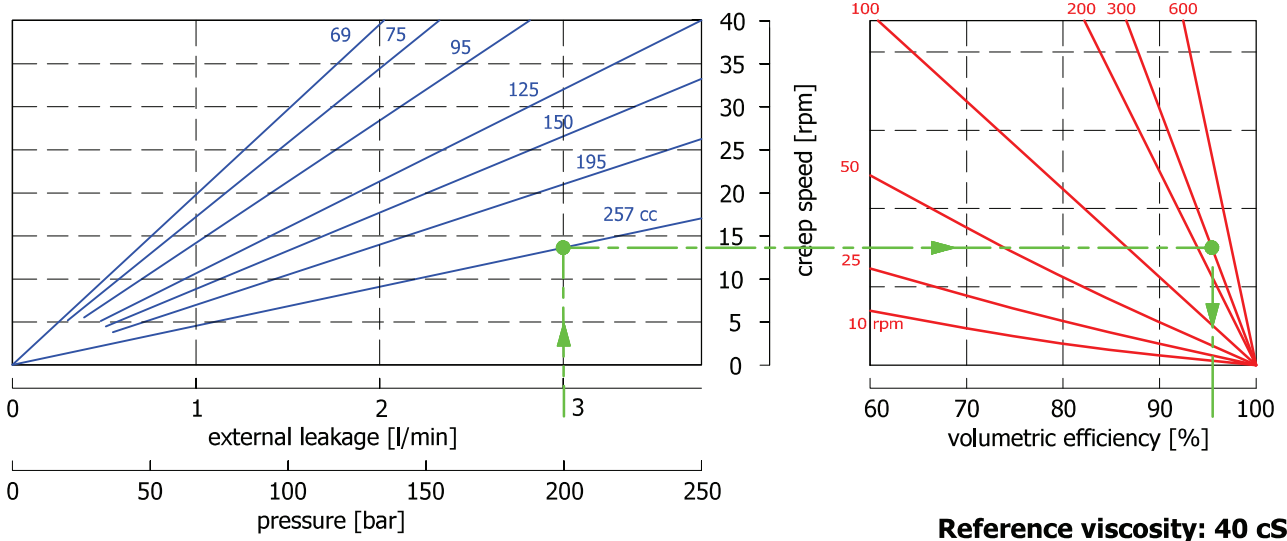 69
75
95
125
150
195
257 cc
40
35
30
25
20
15
10
5
0
creep speed [rpm]
0 1 2 3
external leakage [l/min]
0 50 100 150 200 250
pressure [bar]
100 200 300 600
50
25
10 rpm
60 70 80 90 100
volumetric efficiency [%]
Reference viscosity: 40 cS